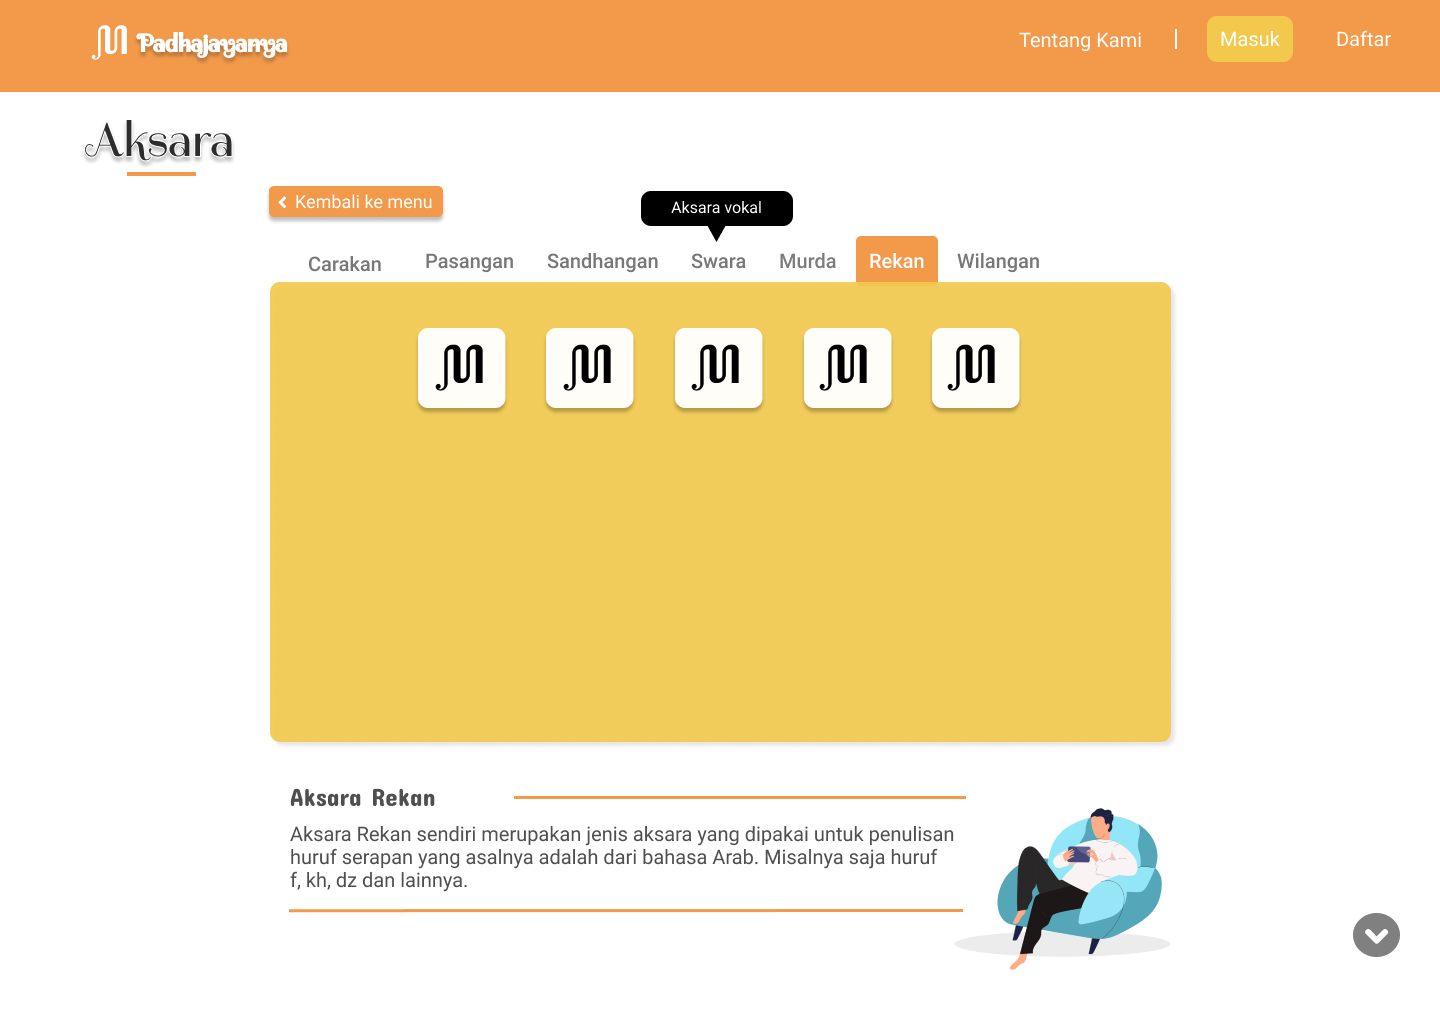 ꦲ Padhajayanya
Tentang Kami | Masuk Daftar
Aksara
Kembali ke menu
Aksara vokal
Carakan Pasangan Sandhangan Swara Murda Rekan Wilangan
ꦲ ꦲ ꦲ ꦲ ꦲ
Aksara Rekan
Aksara Rekan sendiri merupakan jenis aksara yang dipakai untuk penulisan
huruf serapan yang asalnya adalah dari bahasa Arab. Misalnya saja huruf
f, kh, dz dan lainnya.